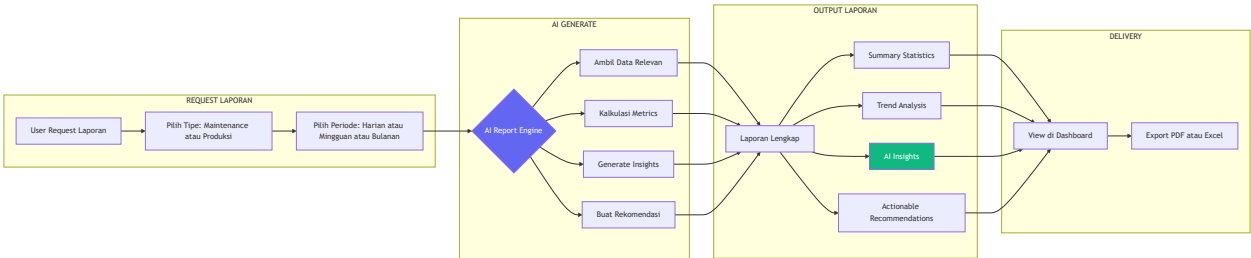 REQUEST LAPORAN
User Request Laporan
Pilih Tipe: Maintenance
atau Produksi
Pilih Periode: Harian atau
Mingguan atau Bulanan
AI GENERATE
AI Report Engine
Ambil Data Relevan
Kalkulasi Metrics
Generate Insights
Buat Rekomendasi
OUTPUT LAPORAN
Laporan Lengkap
Summary Statistics
Trend Analysis
AI Insights
Actionable
Recommendations
DELIVERY
View di Dashboard
Export PDF atau Excel